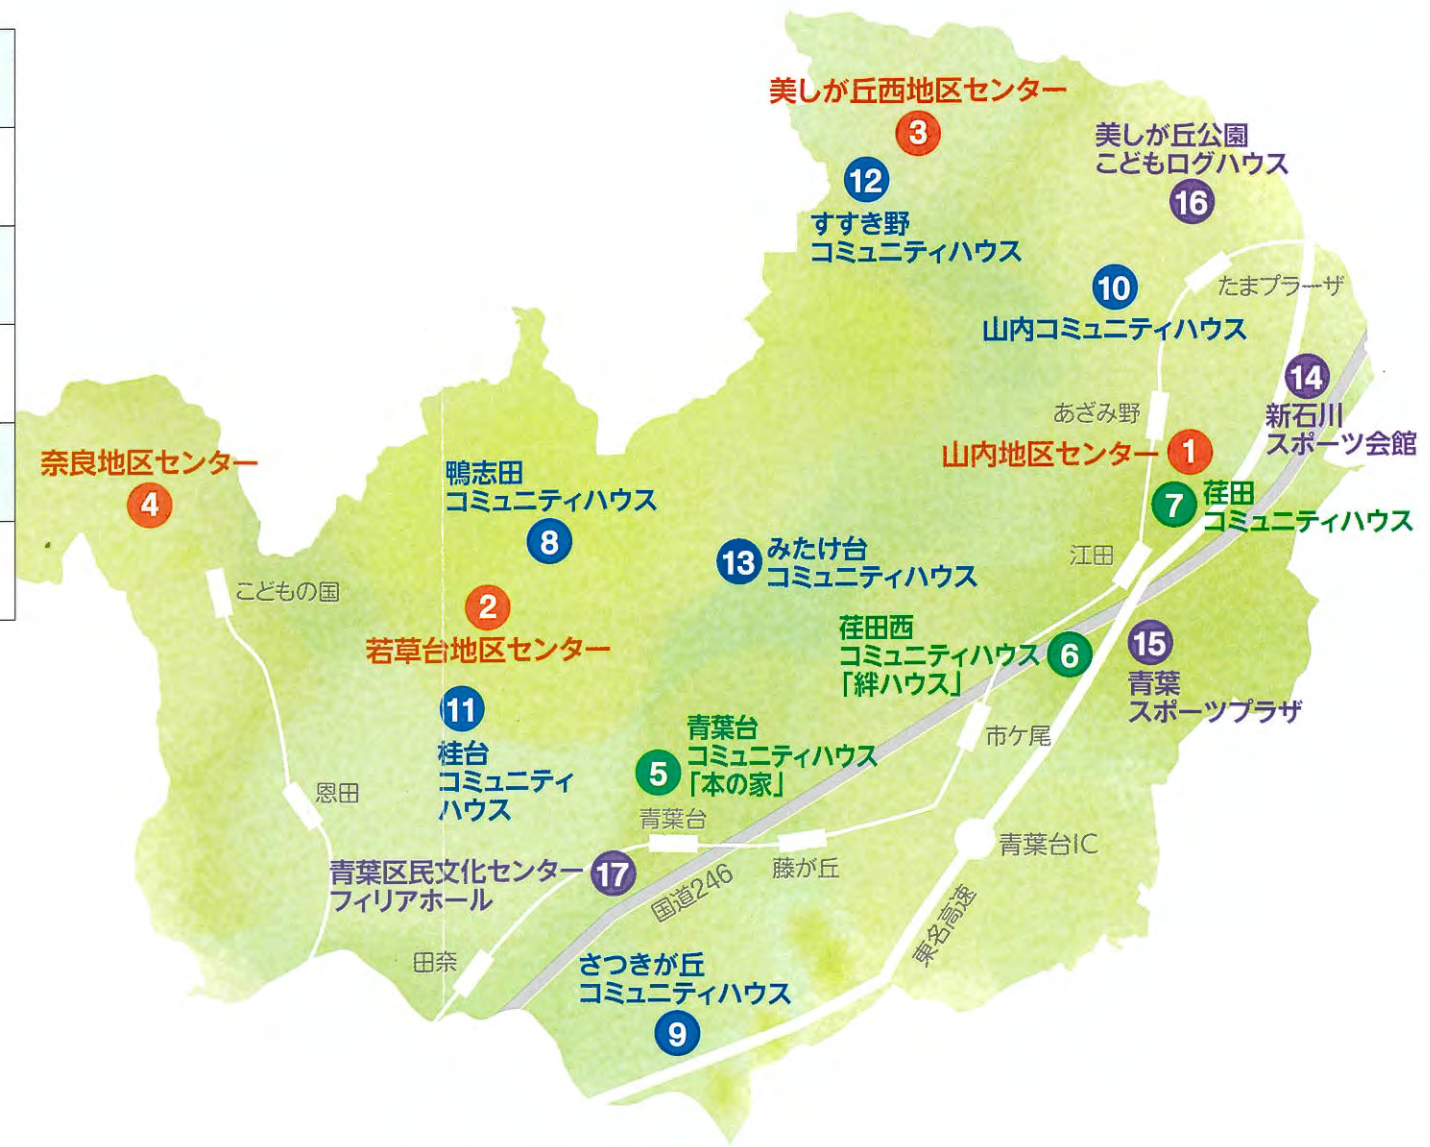 美しが丘西地区センター
3
美しが丘公園
こどもログハウス
16
12
すすき野
コミュニティハウス
10
山内コミュニティハウス
たまプラーザ
14
新石川
スポーツ会館
あざみ野
山内地区センター
1
7
荏田
コミュニティハウス
奈良地区センター
4
鴨志田
コミュニティハウス
8
13
みたけ台
コミュニティハウス
江田
こどもの国
2
若草台地区センター
荏田西
コミュニティハウス
「絆ハウス」
6
15
青葉
スポーツプラザ
11
桂台
コミュニティ
ハウス
5
青葉台
コミュニティハウス
「本の家」
市ケ尾
恩田
青葉台
藤が丘
青葉台IC
青葉区民文化センター
フィリアホール
17
国道246
東名高速
田奈
さつきが丘
コミュニティハウス
9